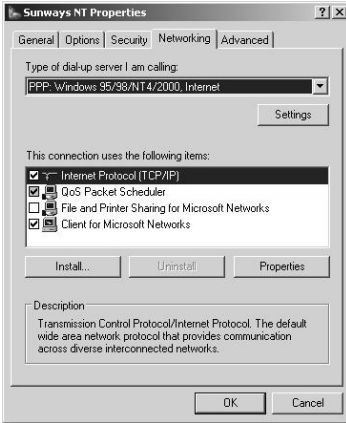 Sunways NT Properties
General Options Security Networking Advanced
Type of dial-up server I am calling:
PPP: Windows 95/98/NT4/2000, Internet
Settings
This connection uses the following items:
Internet Protocol (TCP/IP)
QoS Packet Scheduler
File and Printer Sharing for Microsoft Networks
Client for Microsoft Networks
Install... Uninstall Properties
Description
Transmission Control Protocol/Internet Protocol. The default
wide area network protocol that provides communication
across diverse interconnected networks.
OK Cancel